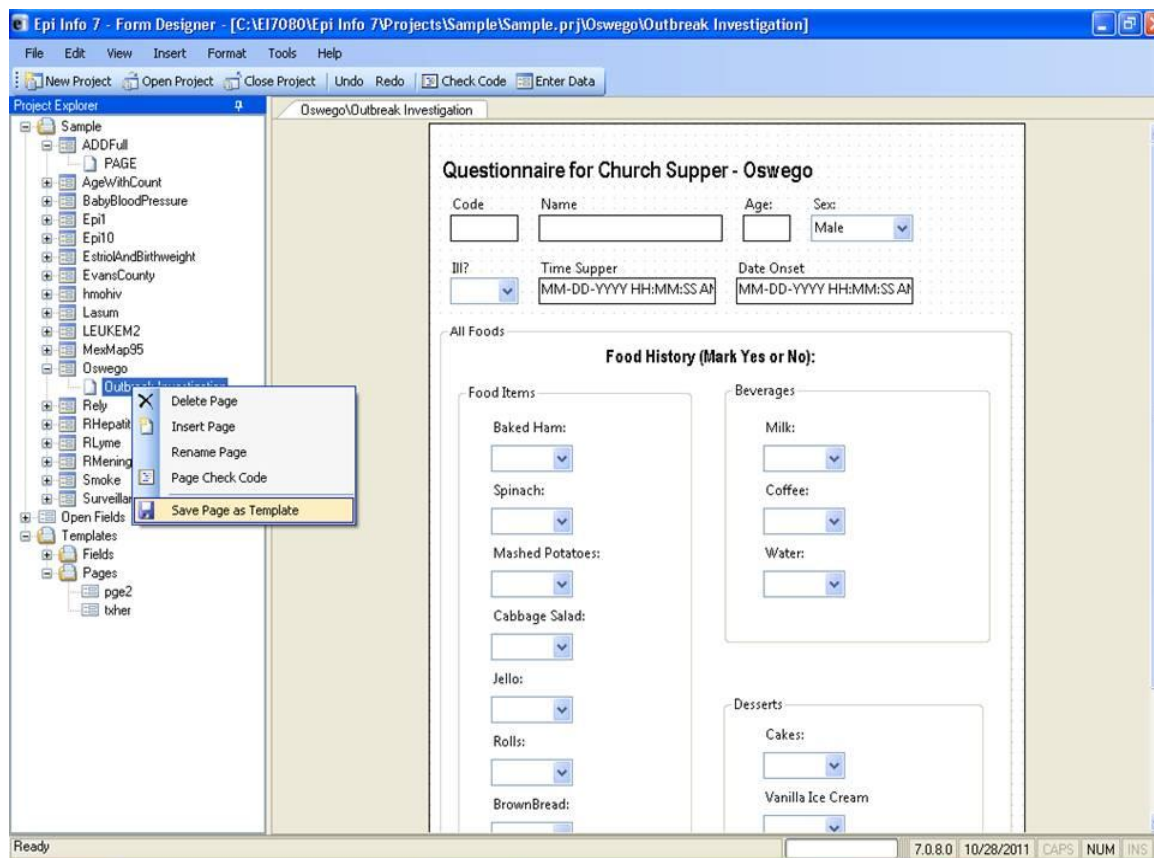 Epi Info 7 - Form Designer - [C:\EI7080\Epi Info 7\Projects\Sample\Sample.prj\Oswego\Outbreak Investigation]
File Edit View Insert Format Tools Help
New Project Open Project Close Project Undo Redo Check Code Enter Data
Project Explorer
Sample
ADDFull
PAGE
AgeWithCount
BabyBloodPressure
Epi1
Epi10
EstriolAndBirthweight
EvansCounty
hmohiv
Lasum
LEUKEM2
MexMap95
Oswego
Outbreak Investigation
Rely
RHepatit
RLyme
RMening
Smoke
Surveillan
Open Fields
Templates
Fields
Pages
pge2
txher
Delete Page
Insert Page
Rename Page
Page Check Code
Save Page as Template
Oswego\Outbreak Investigation
Questionnaire for Church Supper - Oswego
Code Name Age: Sex:
Male
Ill? Time Supper Date Onset
MM-DD-YYYY HH:MM:SS AM MM-DD-YYYY HH:MM:SS AM
All Foods
Food History (Mark Yes or No):
Food Items
Baked Ham:
Spinach:
Mashed Potatoes:
Cabbage Salad:
Jello:
Rolls:
BrownBread:
Beverages
Milk:
Coffee:
Water:
Desserts
Cakes:
Vanilla Ice Cream
Ready 7.0.8.0 10/28/2011 CAPS NUM INS